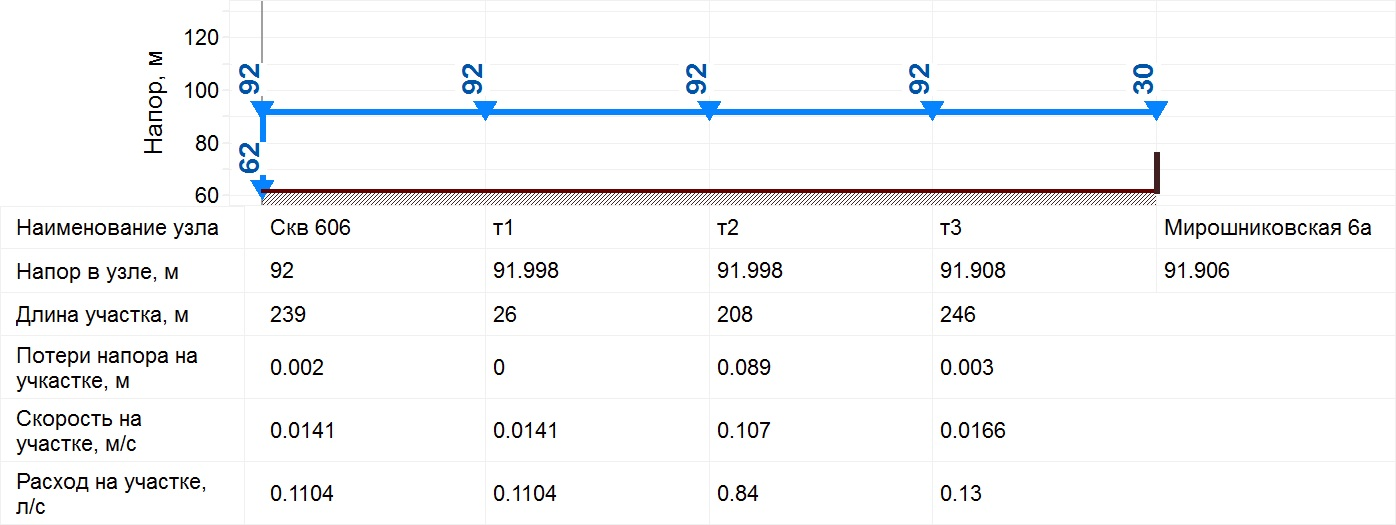 120
100
80
60
Напор, м
92
62
92
92
92
30
Наименование узла Скв 606 т1 т2 т3 Мирошниковская 6а
Напор в узле, м 92 91.998 91.998 91.908 91.906
Длина участка, м 239 26 208 246
Потери напора на
учкастке, м 0.002 0 0.089 0.003
Скорость на
участке, м/с 0.0141 0.0141 0.107 0.0166
Расход на участке,
л/с 0.1104 0.1104 0.84 0.13